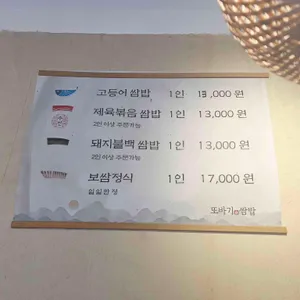 고등어 쌈밥 1인 13,000 원
제육볶음 쌈밥 1인 13,000 원
2인 이상 주문가능
돼지불백 쌈밥 1인 13,000 원
2인 이상 주문가능
보쌈정식 1인 17,000 원
또바기 쌈밥